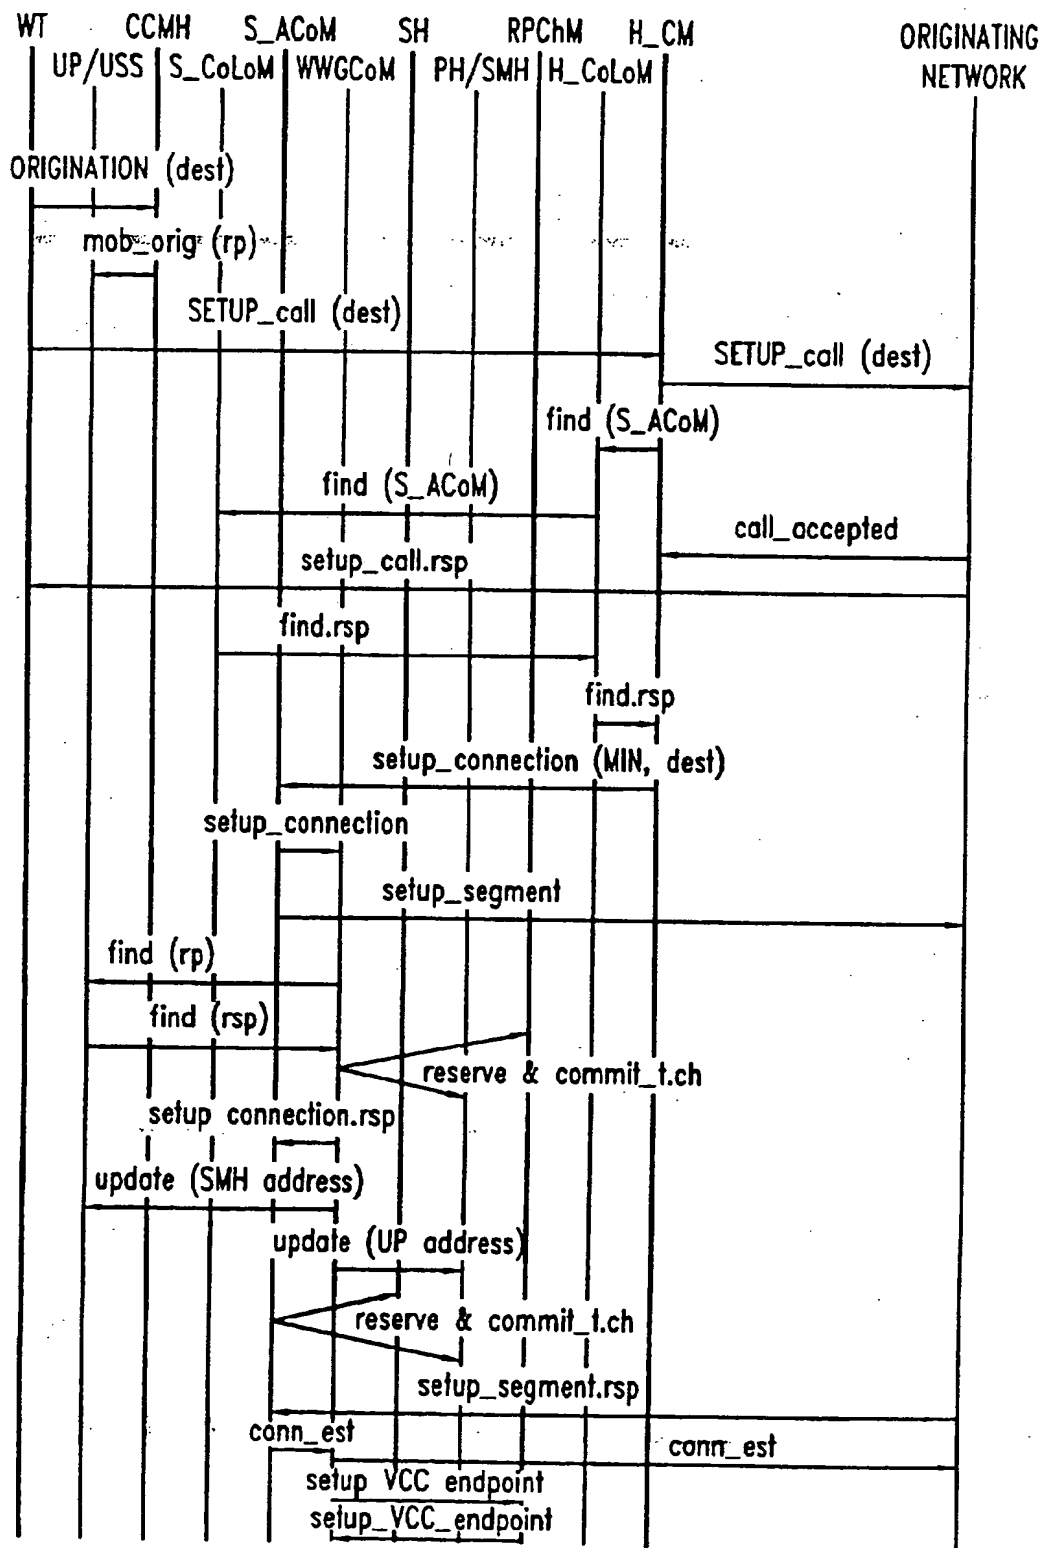 WT CCMH S_ACoM SH RPChM H_CM ORIGINATING
UP/USS S_CoLoM WWGCoM PH/SMH H_CoLoM NETWORK
ORIGINATION (dest)
mob_orig (rp)
SETUP_call (dest)
SETUP_call (dest)
find (S_ACoM)
find (S_ACoM)
call_accepted
setup_call.rsp
find.rsp
find.rsp
setup_connection (MIN, dest)
setup_connection
setup_segment
find (rp)
find (rsp)
reserve & commit_t.ch
setup connection.rsp
update (SMH address)
update (UP address)
reserve & commit_t.ch
setup_segment.rsp
conn_est
conn_est
setup VCC endpoint
setup_VCC_endpoint